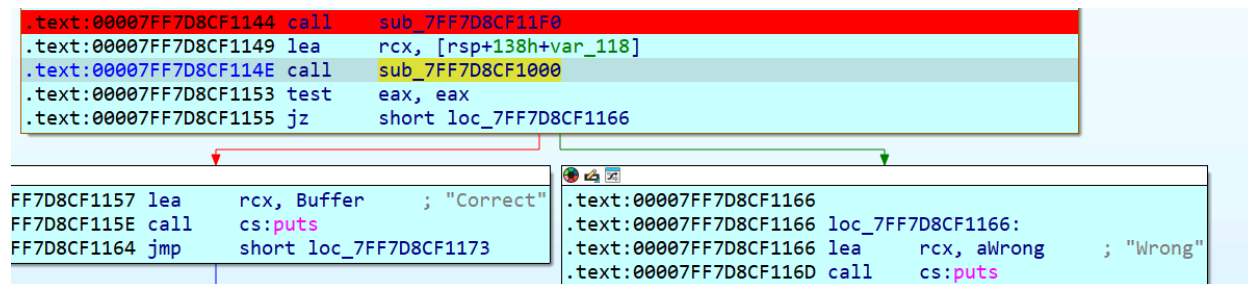 .text:00007FF7D8CF1144 call sub_7FF7D8CF11F0
.text:00007FF7D8CF1149 lea rcx, [rsp+138h+var_118]
.text:00007FF7D8CF114E call sub_7FF7D8CF1000
.text:00007FF7D8CF1153 test eax, eax
.text:00007FF7D8CF1155 jz short loc_7FF7D8CF1166
FF7D8CF1157 lea rcx, Buffer ; "Correct"
FF7D8CF115E call cs:puts
FF7D8CF1164 jmp short loc_7FF7D8CF1173
.text:00007FF7D8CF1166
.text:00007FF7D8CF1166 loc_7FF7D8CF1166:
.text:00007FF7D8CF1166 lea rcx, aWrong ; "Wrong"
.text:00007FF7D8CF116D call cs:puts